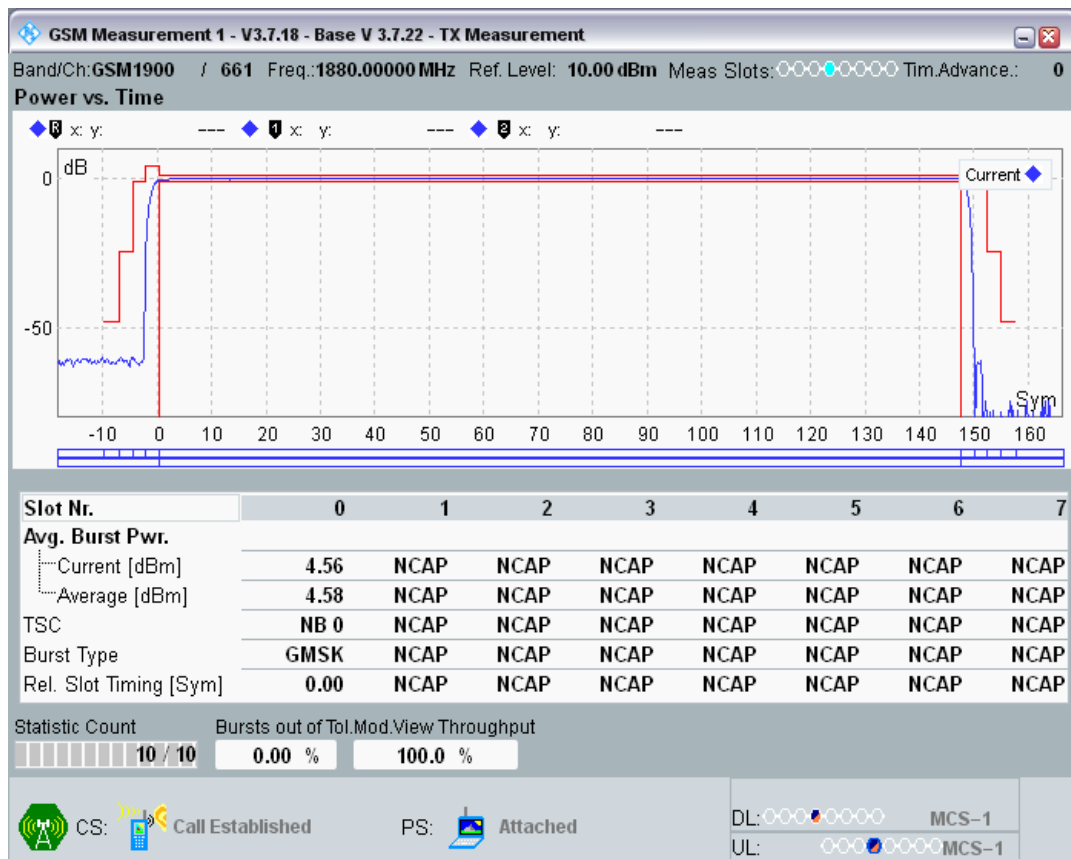 GSM Measurement 1 - V3.7.18 - Base V 3.7.22 - TX Measurement
Band/Ch:GSM1900 / 661 Freq.:1880.00000 MHz Ref. Level: 10.00 dBm Meas Slots: Tim.Advance.: 0
Power vs. Time
R x: y: --- 1 x: y: --- 2 x: y: ---
dB
Current
0
-50
Sym
-10 0 10 20 30 40 50 60 70 80 90 100 110 120 130 140 150 160
Slot Nr. 0 1 2 3 4 5 6 7
Avg. Burst Pwr.
Current [dBm] 4.56 NCAP NCAP NCAP NCAP NCAP NCAP NCAP
Average [dBm] 4.58 NCAP NCAP NCAP NCAP NCAP NCAP NCAP
TSC NB 0 NCAP NCAP NCAP NCAP NCAP NCAP NCAP
Burst Type GMSK NCAP NCAP NCAP NCAP NCAP NCAP NCAP
Rel. Slot Timing [Sym] 0.00 NCAP NCAP NCAP NCAP NCAP NCAP NCAP
Statistic Count Bursts out of Tol.Mod.View Throughput
10 / 10 0.00 % 100.0 %
CS: Call Established PS: Attached DL: MCS-1
UL: MCS-1